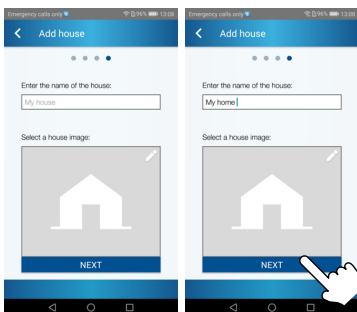 Emergency calls only 96% 13:08
Add house
Enter the name of the house:
My house
Select a house image:
NEXT
Emergency calls only 96% 13:08
Add house
Enter the name of the house:
My home
Select a house image:
NEXT